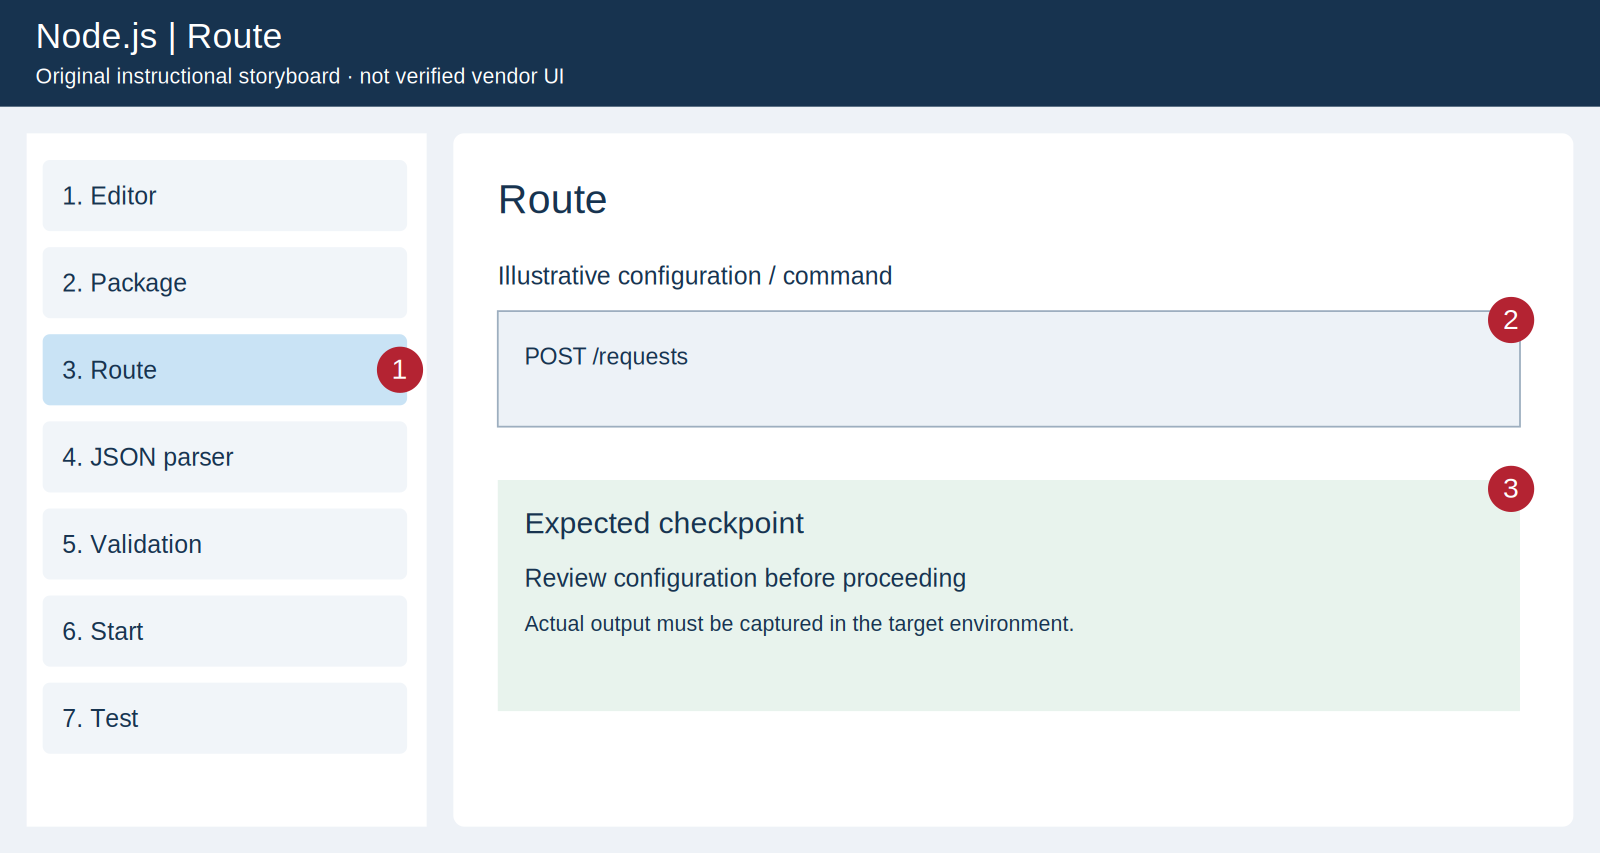 Node.js | Route
Original instructional storyboard · not verified vendor UI
1. Editor
2. Package
3. Route
1
4. JSON parser
5. Validation
6. Start
7. Test
Route
Illustrative configuration / command
2
POST /requests
3
Expected checkpoint
Review configuration before proceeding
Actual output must be captured in the target environment.